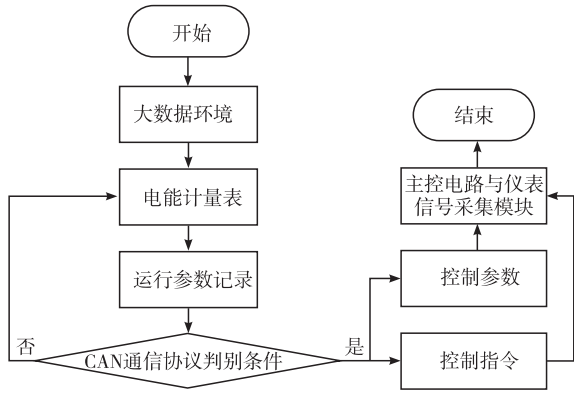 开始
大数据环境
电能计量表
运行参数记录
否
CAN通信协议判别条件
是
结束
主控电路与仪表
信号采集模块
控制参数
控制指令